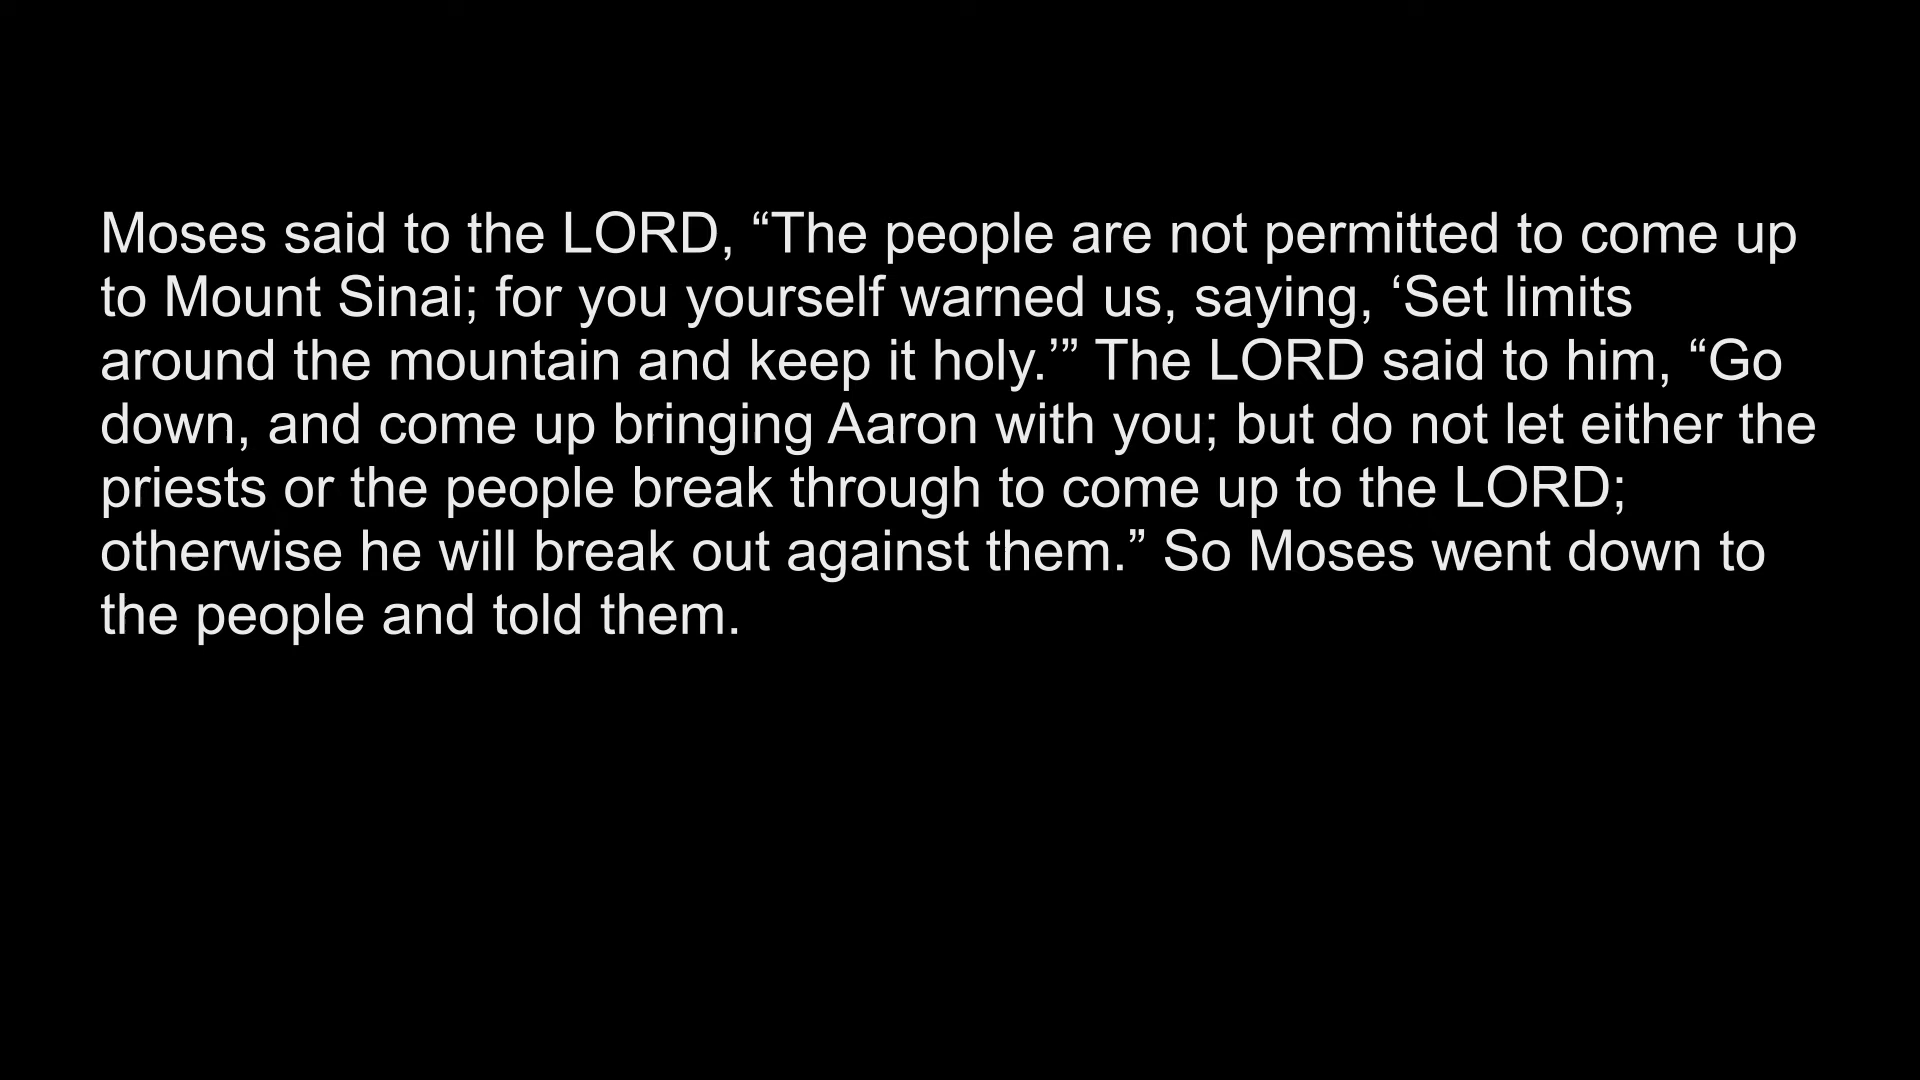 Moses said to the LORD, “The people are not permitted to come up
to Mount Sinai; for you yourself warned us, saying, ‘Set limits
around the mountain and keep it holy.’” The LORD said to him, “Go
down, and come up bringing Aaron with you; but do not let either the
priests or the people break through to come up to the LORD;
otherwise he will break out against them.” So Moses went down to
the people and told them.